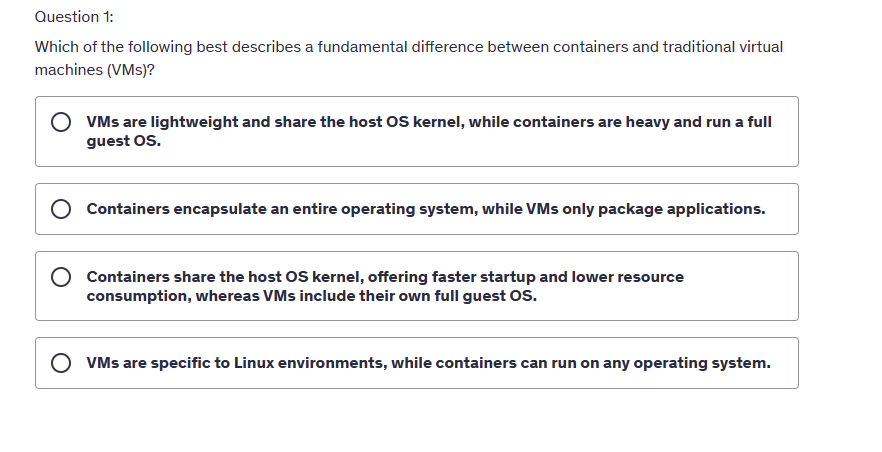 Question 1:
Which of the following best describes a fundamental difference between containers and traditional virtual
machines (VMs)?
VMs are lightweight and share the host OS kernel, while containers are heavy and run a full
guest OS.
Containers encapsulate an entire operating system, while VMs only package applications.
Containers share the host OS kernel, offering faster startup and lower resource
consumption, whereas VMs include their own full guest OS.
VMs are specific to Linux environments, while containers can run on any operating system.